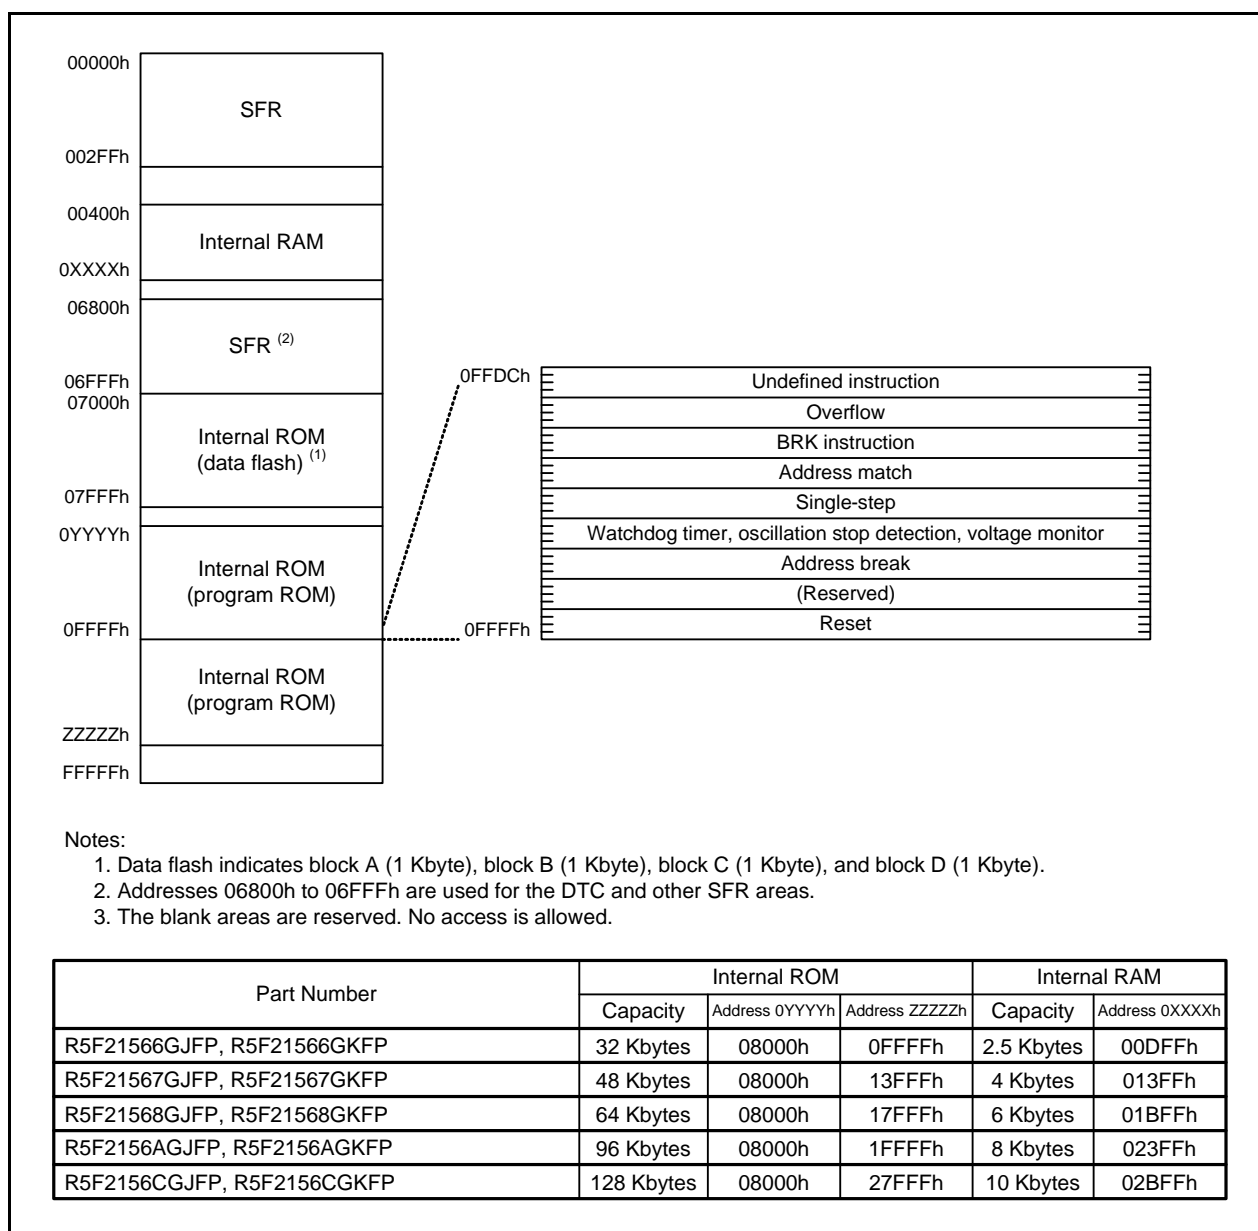 00000h
SFR
002FFh
00400h
Internal RAM
0XXXXh
06800h
SFR (2)
06FFFh
07000h
Internal ROM
(data flash) (1)
07FFFh
0YYYYh
Internal ROM
(program ROM)
0FFFFh
Internal ROM
(program ROM)
ZZZZZh
FFFFFh
0FFDCh
Undefined instruction
Overflow
BRK instruction
Address match
Single-step
Watchdog timer, oscillation stop detection, voltage monitor
Address break
(Reserved)
0FFFFh
Reset
Notes:
1. Data flash indicates block A (1 Kbyte), block B (1 Kbyte), block C (1 Kbyte), and block D (1 Kbyte).
2. Addresses 06800h to 06FFFh are used for the DTC and other SFR areas.
3. The blank areas are reserved. No access is allowed.
Part Number Internal ROM Internal RAM
Capacity Address 0YYYYh Address ZZZZZh Capacity Address 0XXXXh
R5F21566GJFP, R5F21566GKFP 32 Kbytes 08000h 0FFFFh 2.5 Kbytes 00DFFh
R5F21567GJFP, R5F21567GKFP 48 Kbytes 08000h 13FFFh 4 Kbytes 013FFh
R5F21568GJFP, R5F21568GKFP 64 Kbytes 08000h 17FFFh 6 Kbytes 01BFFh
R5F2156AGJFP, R5F2156AGKFP 96 Kbytes 08000h 1FFFFh 8 Kbytes 023FFh
R5F2156CGJFP, R5F2156CGKFP 128 Kbytes 08000h 27FFFh 10 Kbytes 02BFFh